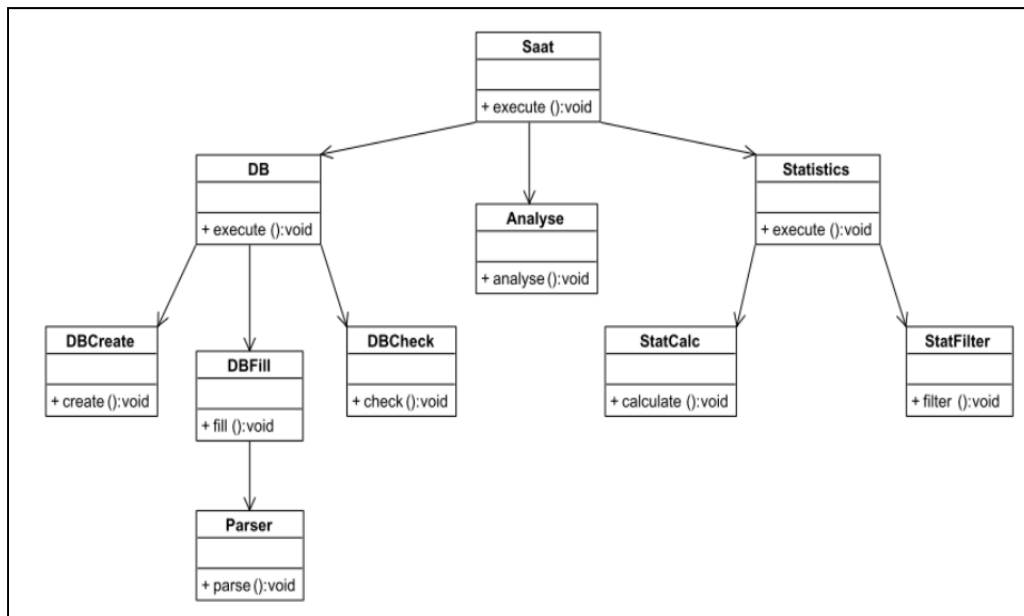 Saat
+ execute ():void
DB
+ execute ():void
Statistics
+ execute ():void
Analyse
+ analyse():void
DBCreate
+ create():void
DBFill
+ fill ():void
DBCheck
+ check():void
StatCalc
+ calculate ():void
StatFilter
+ filter ():void
Parser
+ parse():void